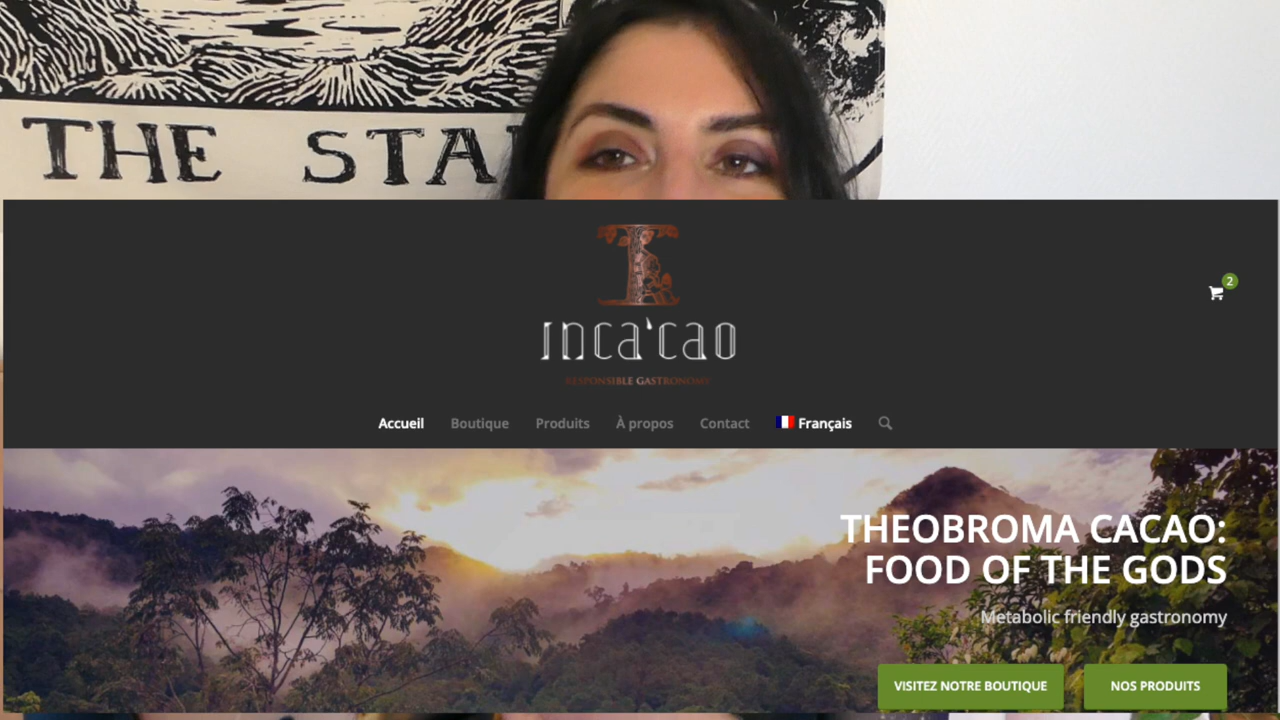 THE STA
2
inca'cao
RESPONSIBLE GASTRONOMY
Accueil Boutique Produits À propos Contact Français
THEOBROMA CACAO:
FOOD OF THE GODS
Metabolic friendly gastronomy
VISITEZ NOTRE BOUTIQUE NOS PRODUITS